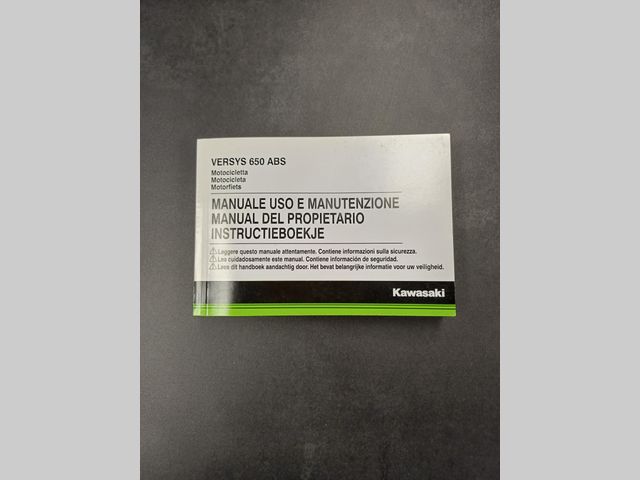 VERSYS 650 ABS
Motocicletta
Motocicleta
Motorfiets
MANUALE USO E MANUTENZIONE
MANUAL DEL PROPIETARIO
INSTRUCTIEBOEKJE
Leggere questo manuale attentamente. Contiene informazioni sulla sicurezza.
Lea cuidadosamente este manual. Contiene información de seguridad.
Lees dit handboek aandachtig door. Het bevat belangrijke informatie voor uw veiligheid.
Kawasaki